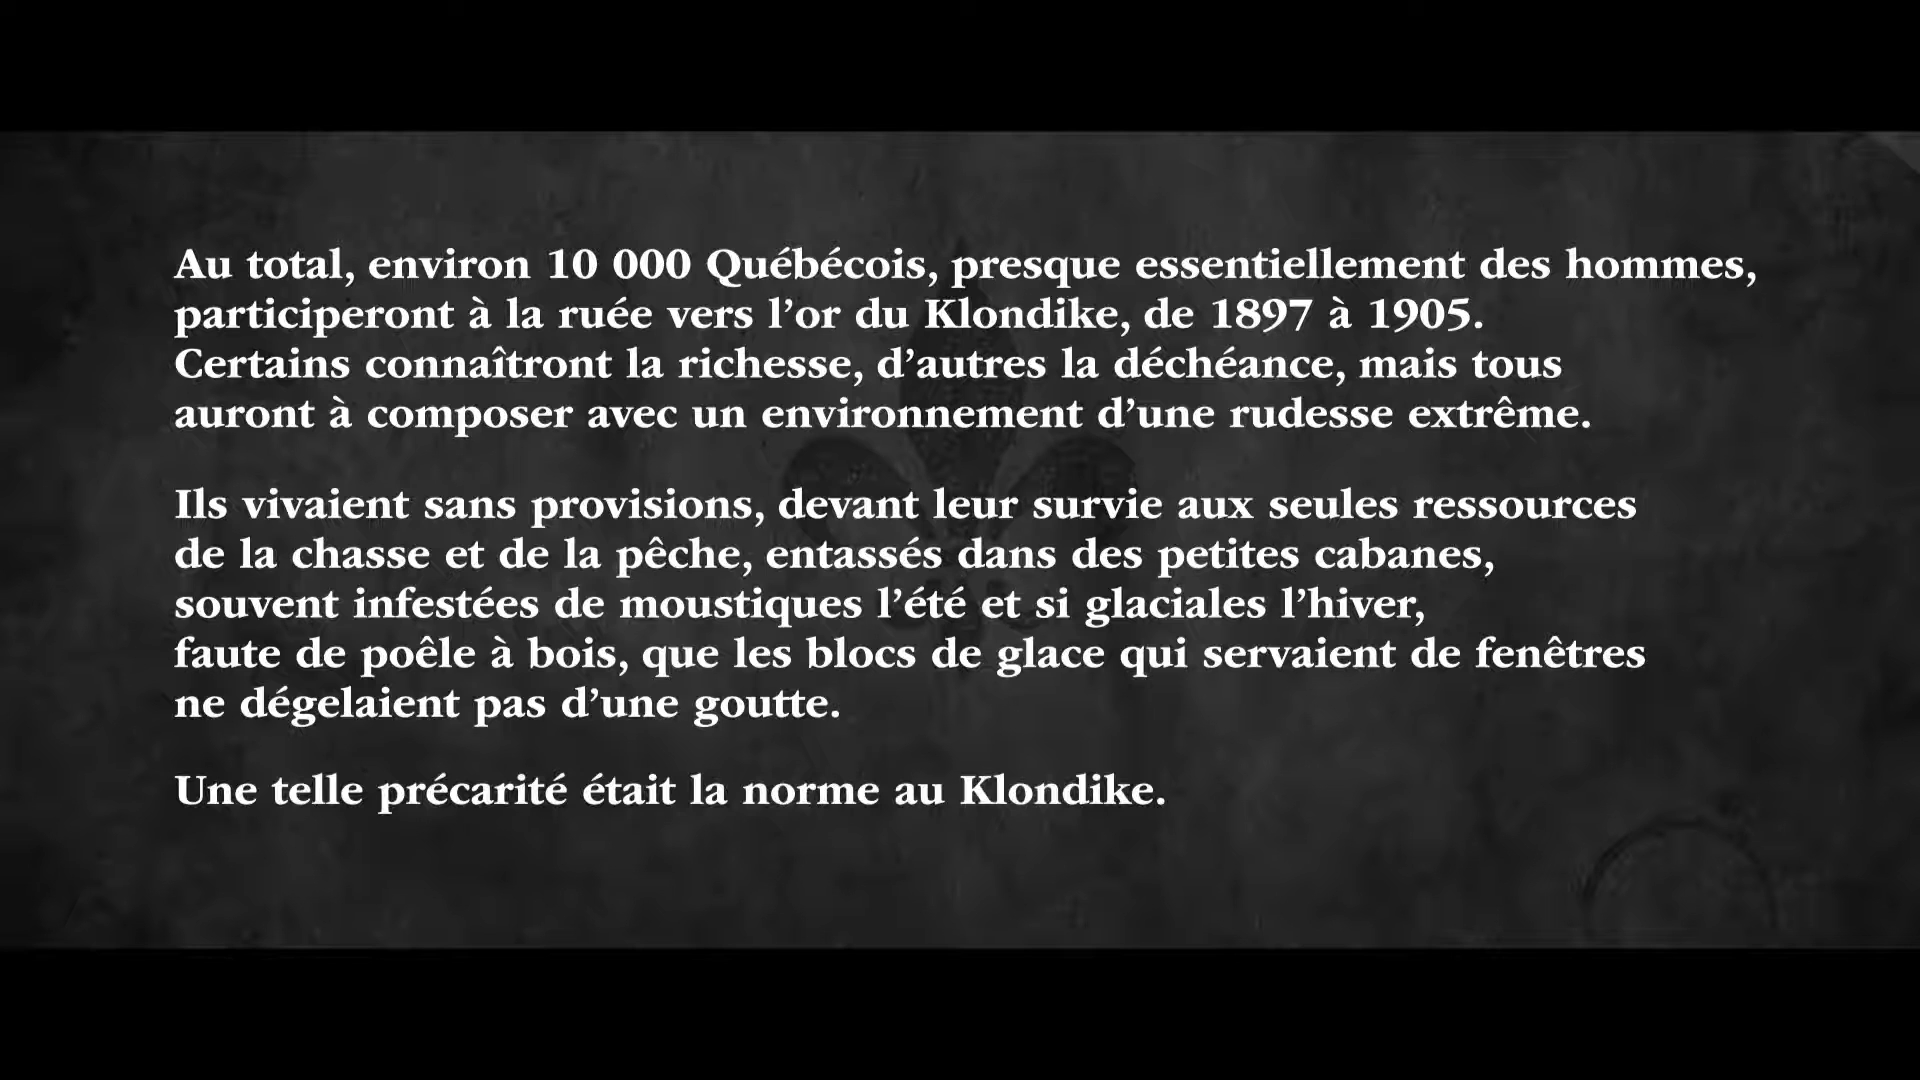 Au total, environ 10 000 Québécois, presque essentiellement des hommes,
participeront à la ruée vers l’or du Klondike, de 1897 à 1905.
Certains connaîtront la richesse, d’autres la déchéance, mais tous
auront à composer avec un environnement d’une rudesse extrême.
Ils vivaient sans provisions, devant leur survie aux seules ressources
de la chasse et de la pêche, entassés dans des petites cabanes,
souvent infestées de moustiques l’été et si glaciales l’hiver,
faute de poêle à bois, que les blocs de glace qui servaient de fenêtres
ne dégelaient pas d’une goutte.
Une telle précarité était la norme au Klondike.